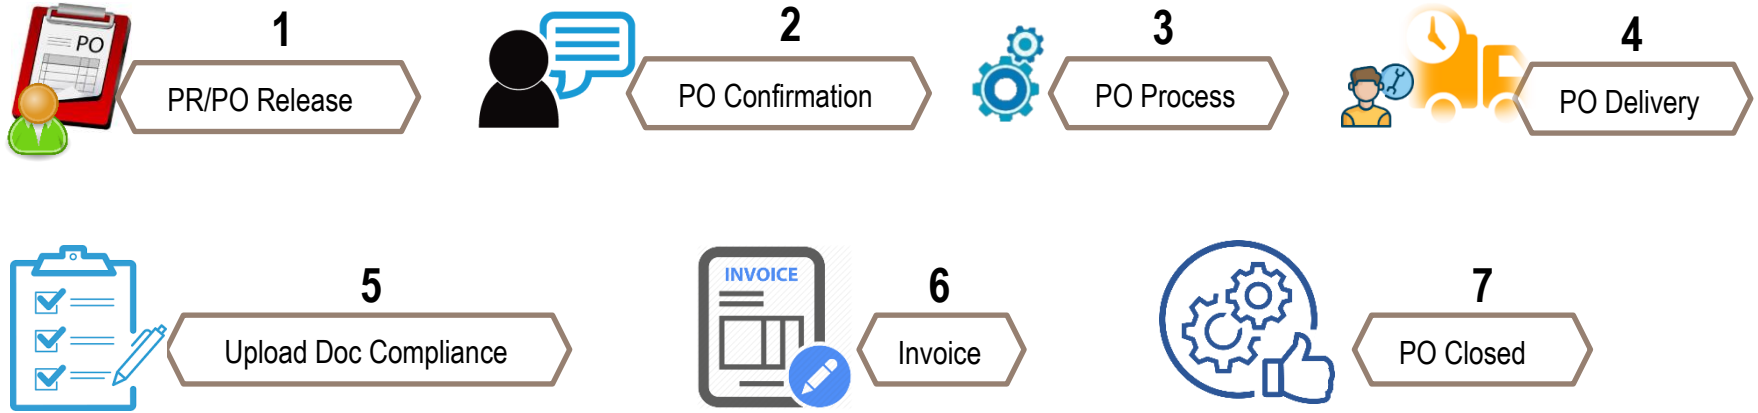 1
PO
PR/PO Release
2
PO Confirmation
3
PO Process
4
PO Delivery
5
Upload Doc Compliance
INVOICE
6
Invoice
7
PO Closed